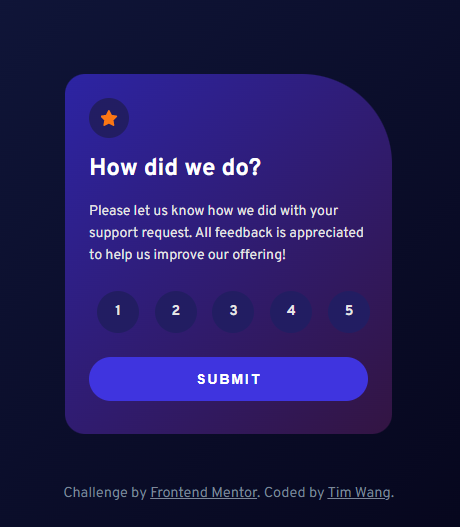 How did we do?
Please let us know how we did with your
support request. All feedback is appreciated
to help us improve our offering!
1 2 3 4 5
SUBMIT
Challenge by Frontend Mentor. Coded by Tim Wang.